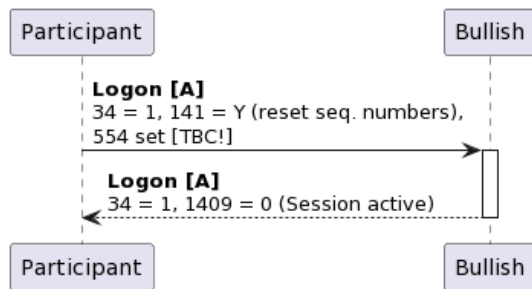 Participant
Bullish
Logon [A]
34 = 1, 141 = Y (reset seq. numbers),
554 set [TBC!]
Logon [A]
34 = 1, 1409 = 0 (Session active)
Participant
Bullish